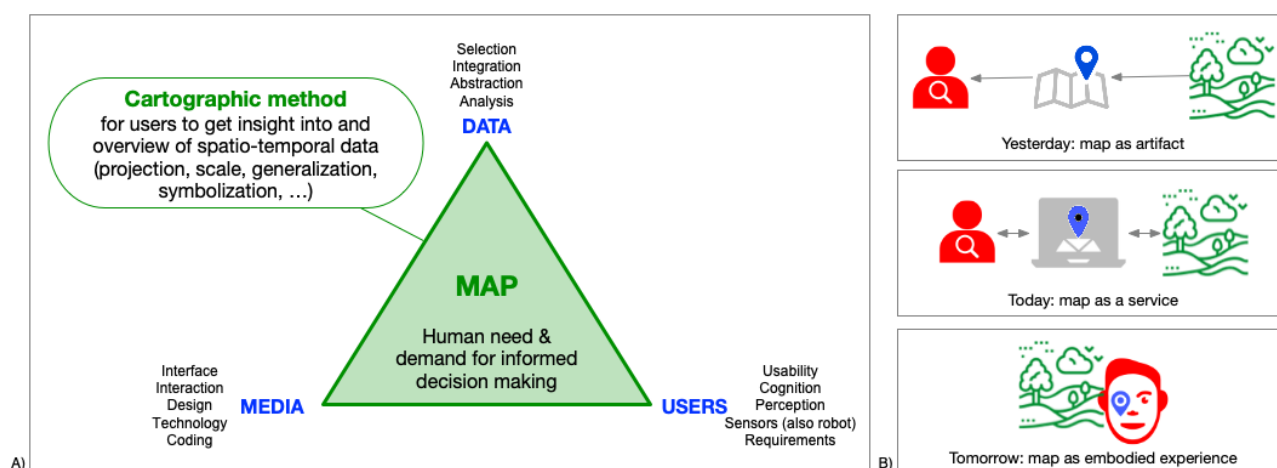 Selection
Integration
Abstraction
Analysis
DATA
Cartographic method
for users to get insight into and
overview of spatio-temporal data
(projection, scale, generalization,
symbolization, ...)
MAP
Human need &
demand for informed
decision making
Interface
Interaction
Design
Technology
Coding
MEDIA
USERS
Usability
Cognition
Perception
Sensors (also robot)
Requirements
A)
Yesterday: map as artifact
Today: map as a service
Tomorrow: map as embodied experience
B)